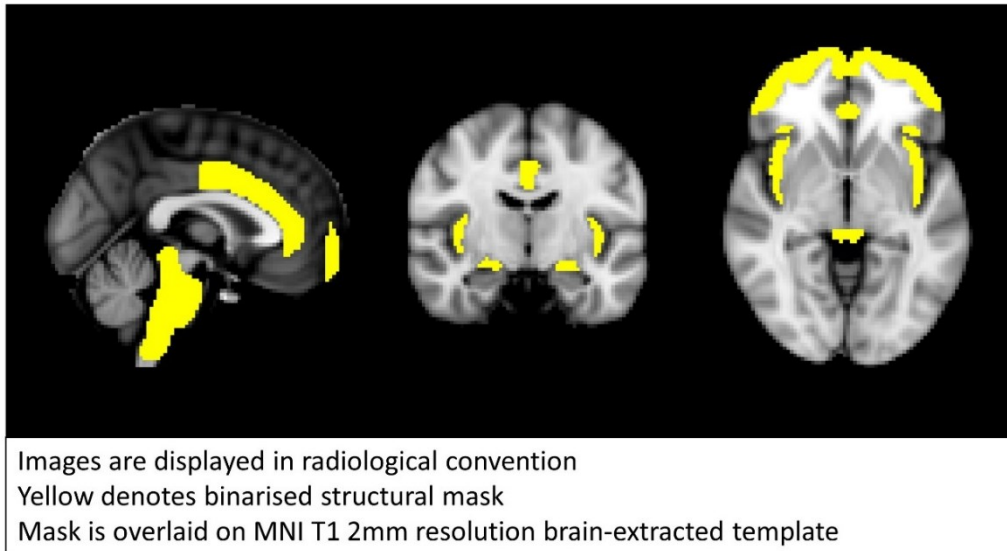 Images are displayed in radiological convention
Yellow denotes binarised structural mask
Mask is overlaid on MNI T1 2mm resolution brain-extracted template